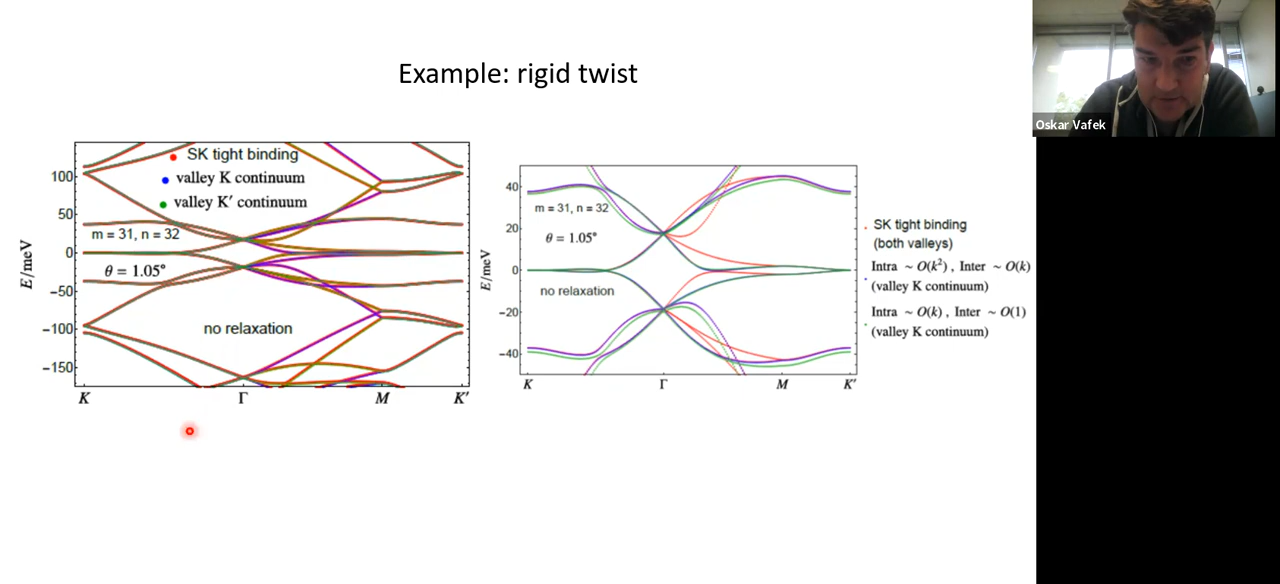 Example: rigid twist
Oskar Vafek
SK tight binding
valley K continuum
valley K′ continuum
m = 31, n = 32
θ = 1.05°
no relaxation
E/meV
100
50
0
−50
−100
−150
K
Γ
M
K′
m = 31, n = 32
θ = 1.05°
no relaxation
E/meV
40
20
0
−20
−40
K
Γ
M
K′
SK tight binding
(both valleys)
Intra ~ O(k²) , Inter ~ O(k)
(valley K continuum)
Intra ~ O(k) , Inter ~ O(1)
(valley K continuum)